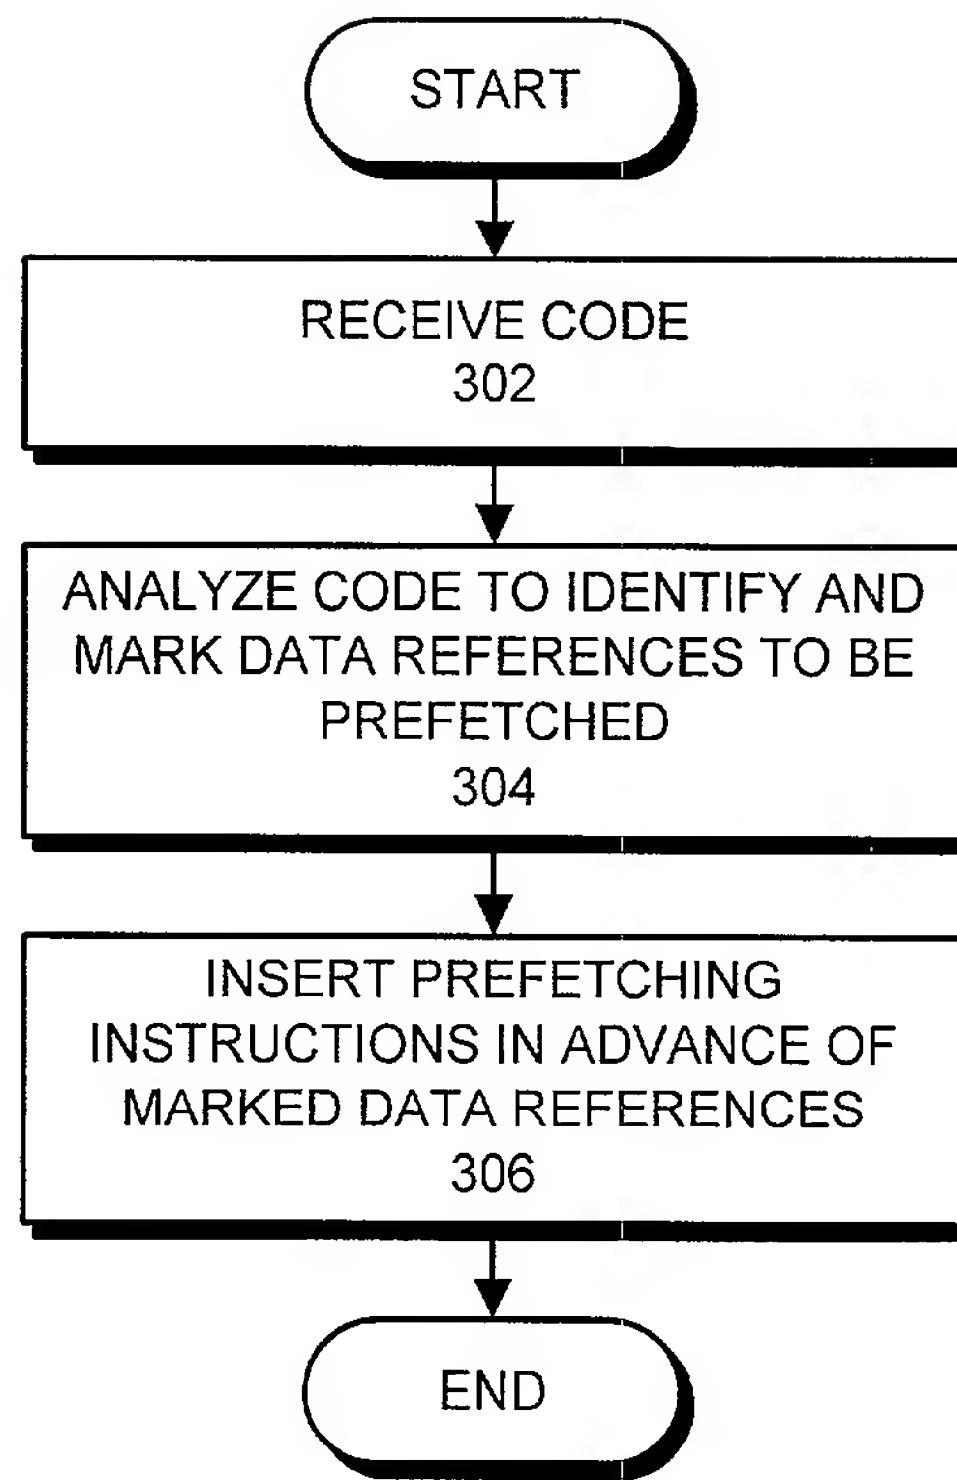 START
RECEIVE CODE
302
ANALYZE CODE TO IDENTIFY AND
MARK DATA REFERENCES TO BE
PREFETCHED
304
INSERT PREFETCHING
INSTRUCTIONS IN ADVANCE OF
MARKED DATA REFERENCES
306
END